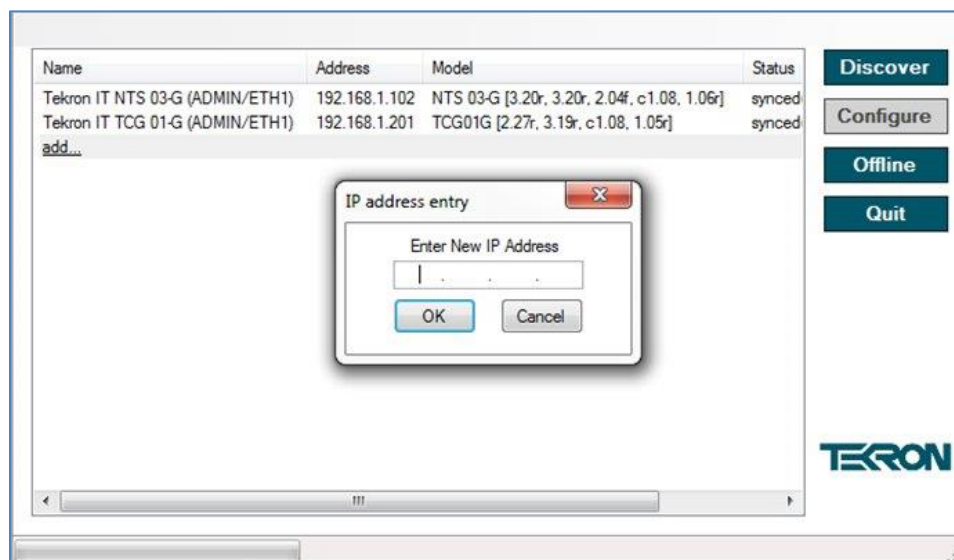 Name Address Model Status
Tekron IT NTS 03-G (ADMIN/ETH1) 192.168.1.102 NTS 03-G [3.20r, 3.20r, 2.04f, c1.08, 1.06r] synced
Tekron IT TCG 01-G (ADMIN/ETH1) 192.168.1.201 TCG01G [2.27r, 3.19r, c1.08, 1.05r] synced
add...
Discover
Configure
Offline
Quit
IP address entry
Enter New IP Address
. . .
OK Cancel
TEKRON